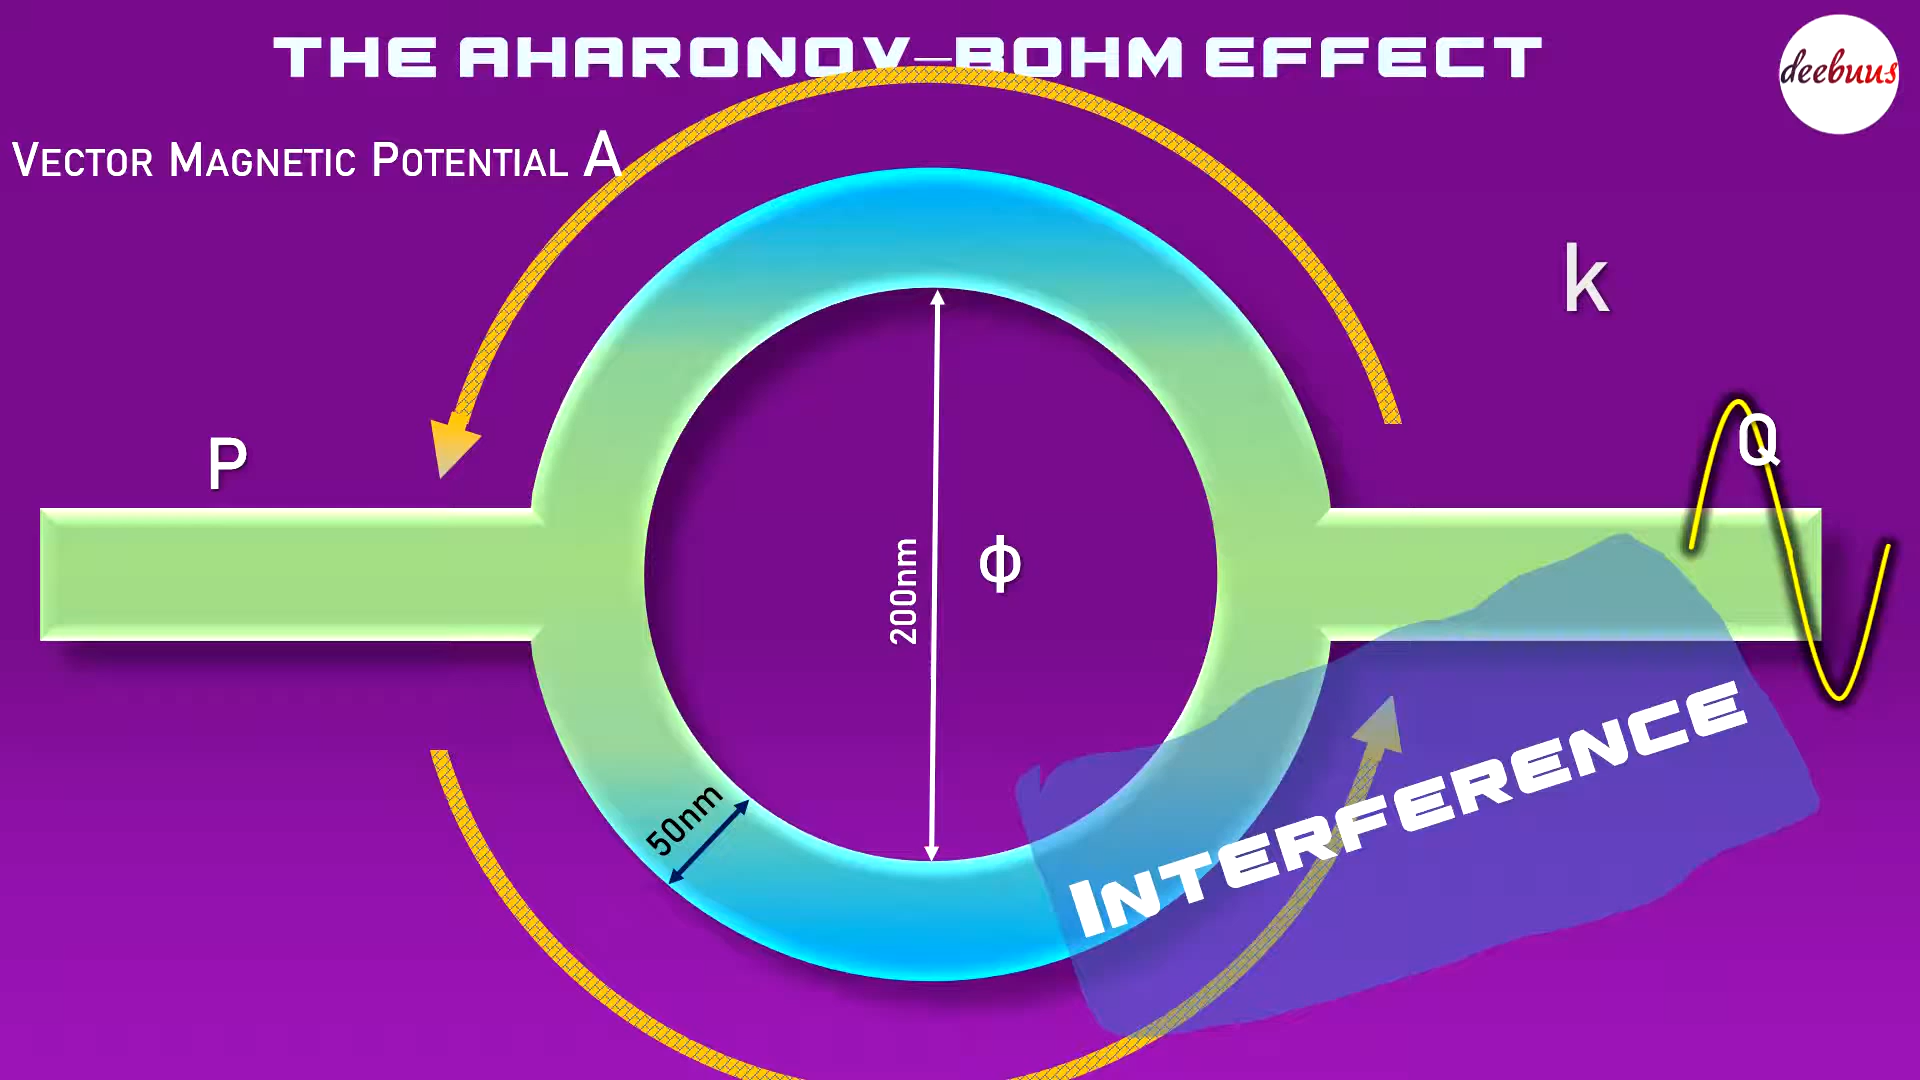 THE AHARONOV–BOHM EFFECT
deebuus
Vector Magnetic Potential A
k
P
Q
200nm
ϕ
50nm
Interference